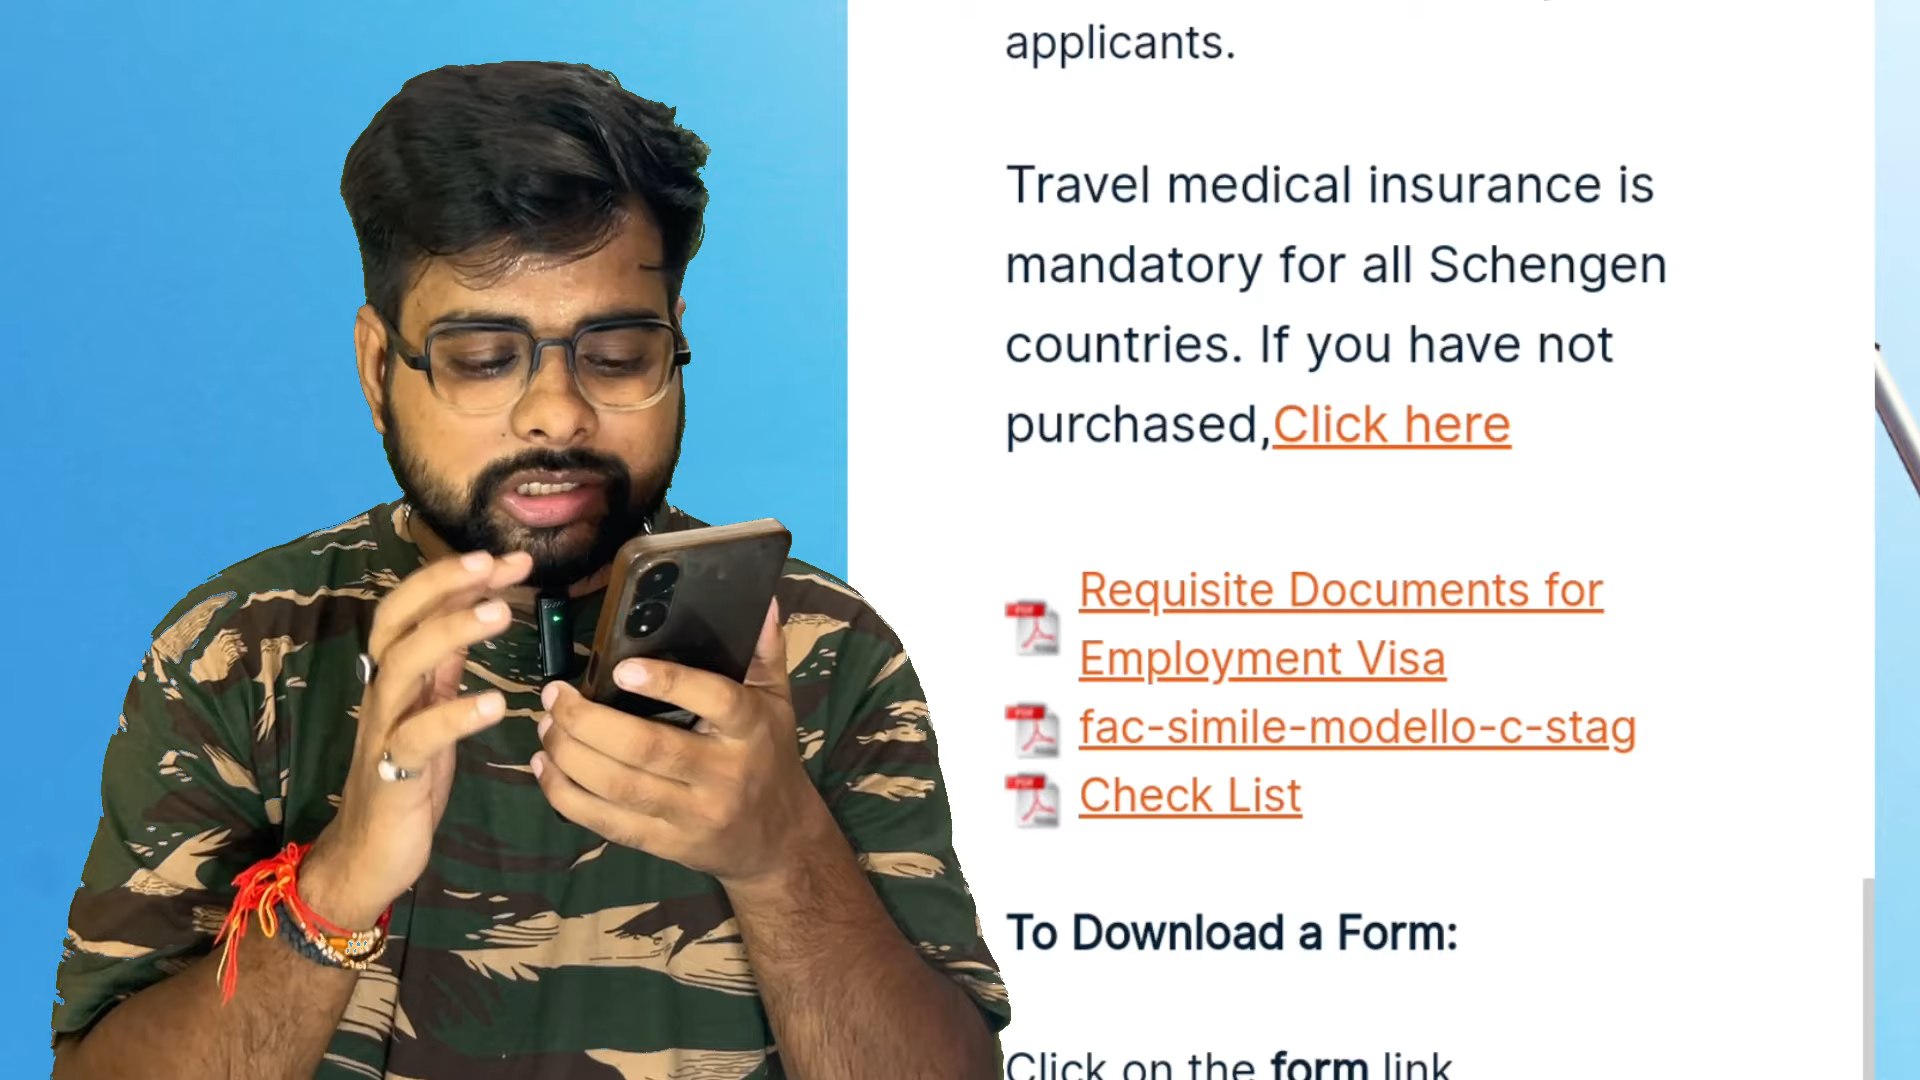 applicants.
Travel medical insurance is
mandatory for all Schengen
countries. If you have not
purchased,Click here
Requisite Documents for
Employment Visa
fac-simile-modello-c-stag
Check List
To Download a Form:
Click on the form link